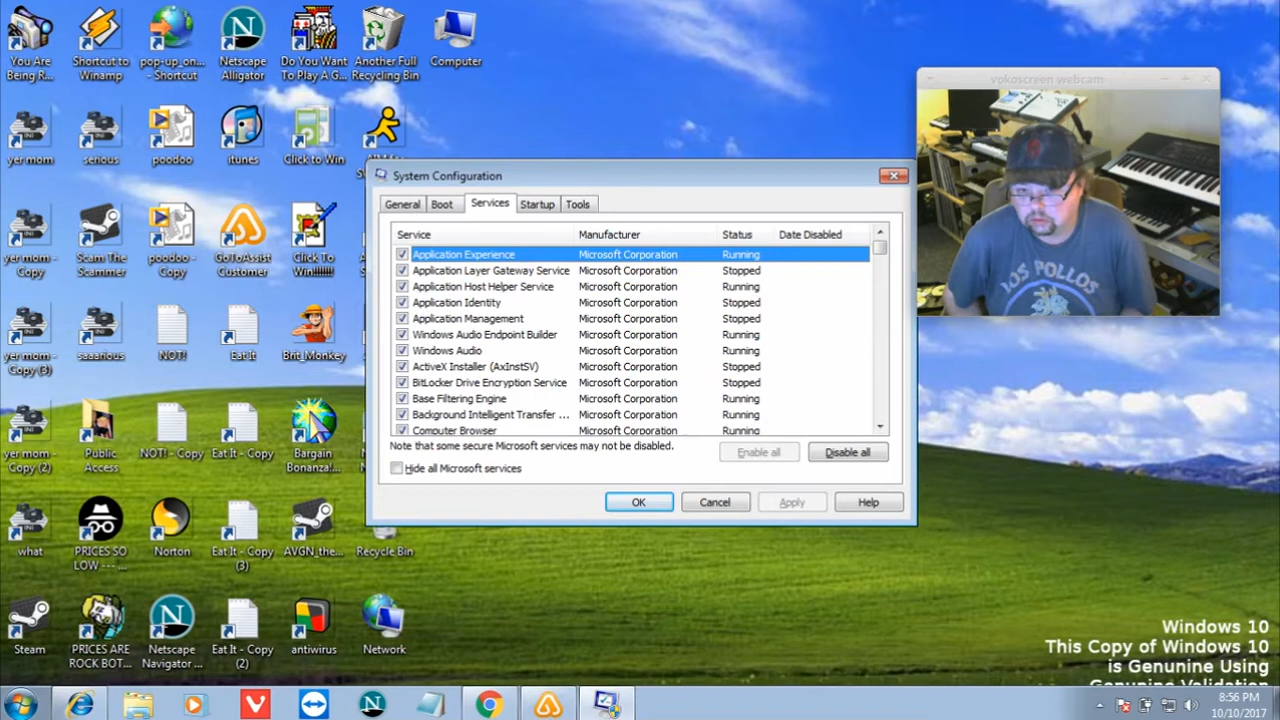 You Are Being R...
Shortcut to Winamp
pop-up_on... - Shortcut
Netscape Alligator
Do You Want To Play A G...
Another Full Recycling Bin
Computer
yer mom
serious
poodoo
itunes
Click to Win
yer mom - Copy
Scam The Scammer
poodoo - Copy
GoToAssist Customer
Click To Win!!!!!!!
yer mom - Copy (3)
saaarious
NOT!
Eat It
Brit_Monkey
yer mom - Copy (2)
Public Access
NOT! - Copy
Eat It - Copy
Bargain Bonanza!...
what
PRICES SO LOW --- ...
Norton
Eat It - Copy (3)
AVGN_the...
Recycle Bin
Steam
PRICES ARE ROCK BOT...
Netscape Navigator ...
Eat It - Copy (2)
antiwirus
Network
System Configuration
General Boot Services Startup Tools
Service Manufacturer Status Date Disabled
Application Experience Microsoft Corporation Running
Application Layer Gateway Service Microsoft Corporation Stopped
Application Host Helper Service Microsoft Corporation Running
Application Identity Microsoft Corporation Stopped
Application Management Microsoft Corporation Stopped
Windows Audio Endpoint Builder Microsoft Corporation Running
Windows Audio Microsoft Corporation Running
ActiveX Installer (AxInstSV) Microsoft Corporation Stopped
BitLocker Drive Encryption Service Microsoft Corporation Stopped
Base Filtering Engine Microsoft Corporation Running
Background Intelligent Transfer ... Microsoft Corporation Running
Computer Browser Microsoft Corporation Running
Note that some secure Microsoft services may not be disabled.
Enable all Disable all
Hide all Microsoft services
OK Cancel Apply Help
vokoscreen webcam
LOS POLLOS
Windows 10
This Copy of Windows 10
is Genunine Using
Genunine Validation
8:56 PM
10/10/2017